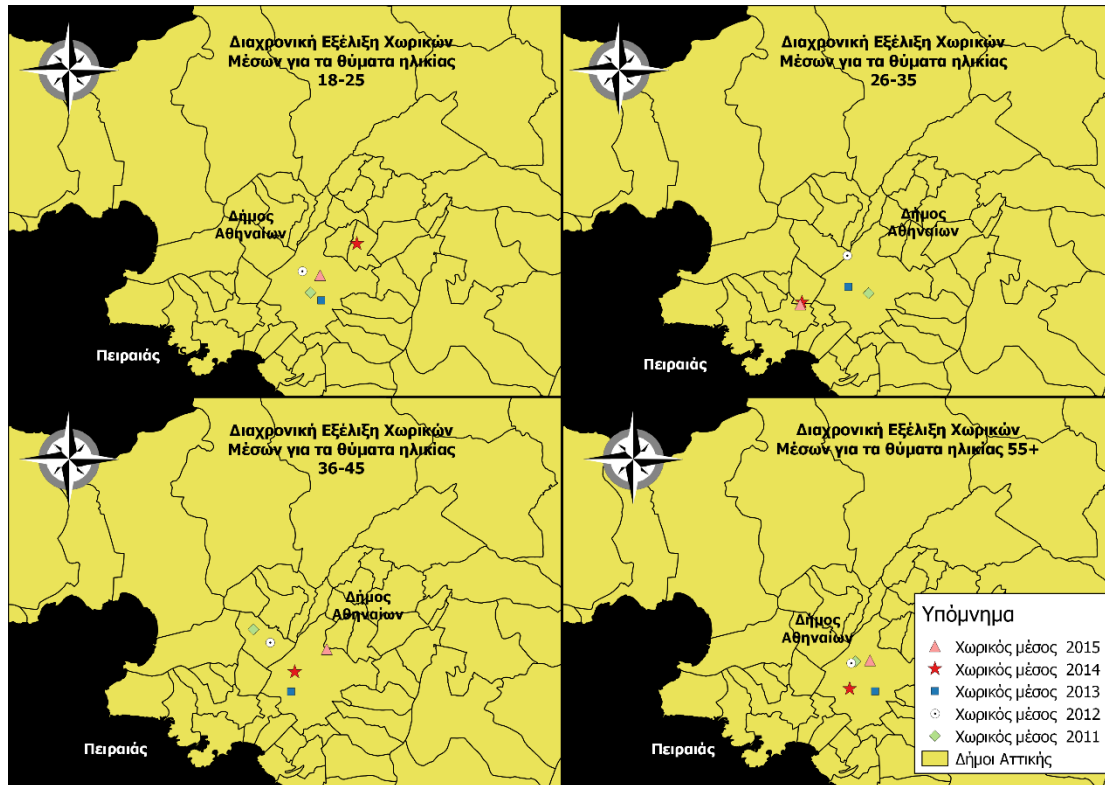 Διαχρονική Εξέλιξη Χωρικών
Μέσων για τα θύματα ηλικίας
18-25
Δήμος
Αθηναίων
Πειραιάς
Διαχρονική Εξέλιξη Χωρικών
Μέσων για τα θύματα ηλικίας
26-35
Δήμος
Αθηναίων
Πειραιάς
Διαχρονική Εξέλιξη Χωρικών
Μέσων για τα θύματα ηλικίας
36-45
Δήμος
Αθηναίων
Πειραιάς
Διαχρονική Εξέλιξη Χωρικών
Μέσων για τα θύματα ηλικίας 55+
Δήμος
Αθηναίων
Πειραιάς
Υπόμνημα
Χωρικός μέσος 2015
Χωρικός μέσος 2014
Χωρικός μέσος 2013
Χωρικός μέσος 2012
Χωρικός μέσος 2011
Δήμοι Αττικής